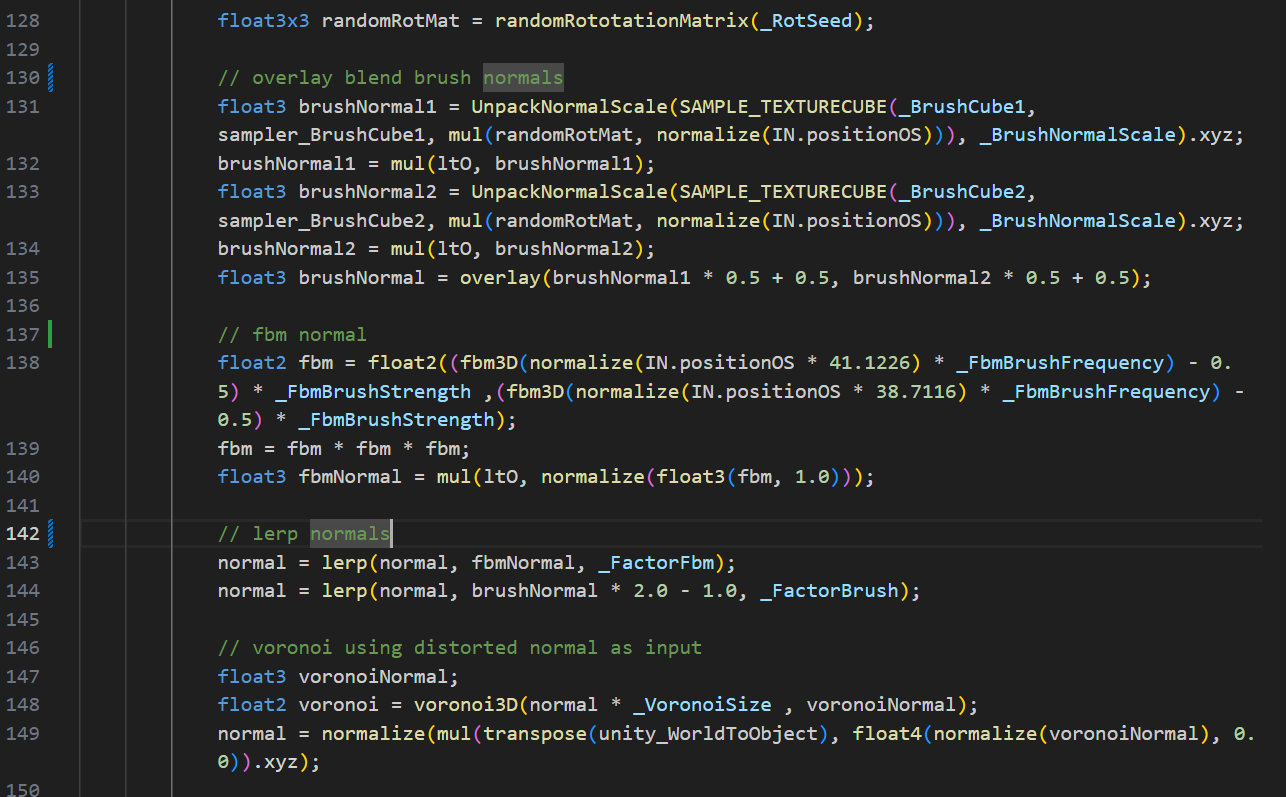 128 float3x3 randomRotMat = randomRototationMatrix(_RotSeed);
129
130 // overlay blend brush normals
131 float3 brushNormal1 = UnpackNormalScale(SAMPLE_TEXTURECUBE(_BrushCube1,
sampler_BrushCube1, mul(randomRotMat, normalize(IN.positionOS))), _BrushNormalScale).xyz;
132 brushNormal1 = mul(ltO, brushNormal1);
133 float3 brushNormal2 = UnpackNormalScale(SAMPLE_TEXTURECUBE(_BrushCube2,
sampler_BrushCube2, mul(randomRotMat, normalize(IN.positionOS))), _BrushNormalScale).xyz;
134 brushNormal2 = mul(ltO, brushNormal2);
135 float3 brushNormal = overlay(brushNormal1 * 0.5 + 0.5, brushNormal2 * 0.5 + 0.5);
136
137 // fbm normal
138 float2 fbm = float2((fbm3D(normalize(IN.positionOS * 41.1226) * _FbmBrushFrequency) - 0.
5) * _FbmBrushStrength ,(fbm3D(normalize(IN.positionOS * 38.7116) * _FbmBrushFrequency) -
0.5) * _FbmBrushStrength);
139 fbm = fbm * fbm * fbm;
140 float3 fbmNormal = mul(ltO, normalize(float3(fbm, 1.0)));
141
142 // lerp normals
143 normal = lerp(normal, fbmNormal, _FactorFbm);
144 normal = lerp(normal, brushNormal * 2.0 - 1.0, _FactorBrush);
145
146 // voronoi using distorted normal as input
147 float3 voronoiNormal;
148 float2 voronoi = voronoi3D(normal * _VoronoiSize , voronoiNormal);
149 normal = normalize(mul(transpose(unity_WorldToObject), float4(normalize(voronoiNormal), 0.
0)).xyz);
150